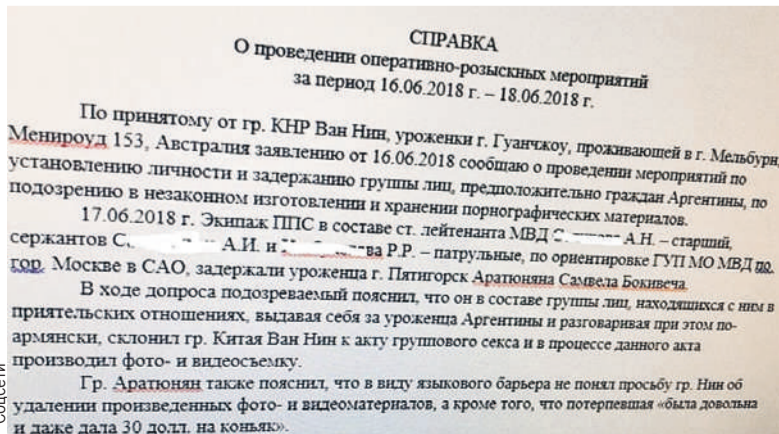 СПРАВКА
О проведении оперативно-розыскных мероприятий
за период 16.06.2018 г. – 18.06.2018 г.
По принятому от гр. КНР Ван Нин, уроженки г. Гуанчжоу, проживающей в г. Мельбурн
Менироуд 153, Австралия заявлению от 16.06.2018 сообщаю о проведении мероприятий по
установлению личности и задержанию группы лиц, предположительно граждан Аргентины, по
подозрению в незаконном изготовлении и хранении порнографических материалов.
17.06.2018 г. Экипаж ППС в составе ст. лейтенанта МВД А.Н. – старший,
сержантов А.И. и Р.Р. – патрульные, по ориентировке ГУП МО МВД по
гор. Москве в САО, задержали уроженца г. Пятигорск Аратюняна Самвела Бокивеча
В ходе допроса подозреваемый пояснил, что он в составе группы лиц, находящихся с ним в
приятельских отношениях, выдавая себя за уроженца Аргентины и разговаривая при этом по-
армянски, склонил гр. Китая Ван Нин к акту группового секса и в процессе данного акта
производил фото- и видеосъемку.
Гр. Аратюнян также пояснил, что в виду языкового барьера не понял просьбу гр. Нин об
удалении произведенных фото- и видеоматериалов, а кроме того, что потерпевшая «была довольна
и даже дала 30 долл. на коньяк».
Соцсети